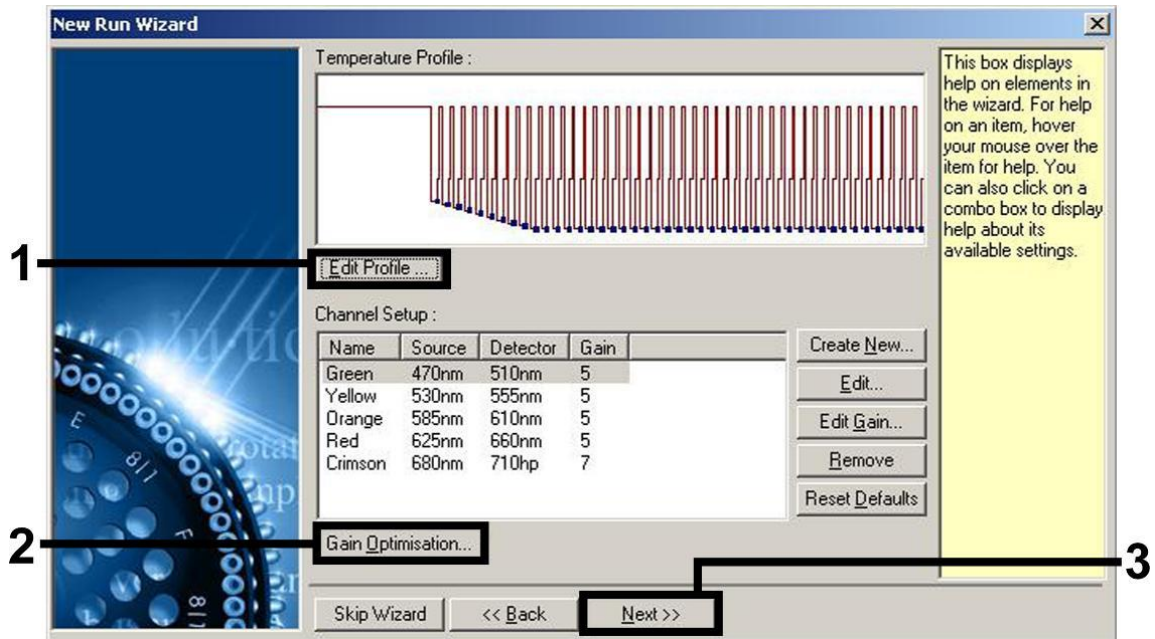 New Run Wizard
Temperature Profile :
This box displays
help on elements in
the wizard. For help
on an item, hover
your mouse over the
item for help. You
can also click on a
combo box to display
help about its
available settings.
1
Edit Profile ...
Channel Setup :
Name Source Detector Gain
Green 470nm 510nm 5
Yellow 530nm 555nm 5
Orange 585nm 610nm 5
Red 625nm 660nm 5
Crimson 680nm 710hp 7
Create New...
Edit...
Edit Gain...
Remove
Reset Defaults
2
Gain Optimisation...
3
Skip Wizard << Back Next >>